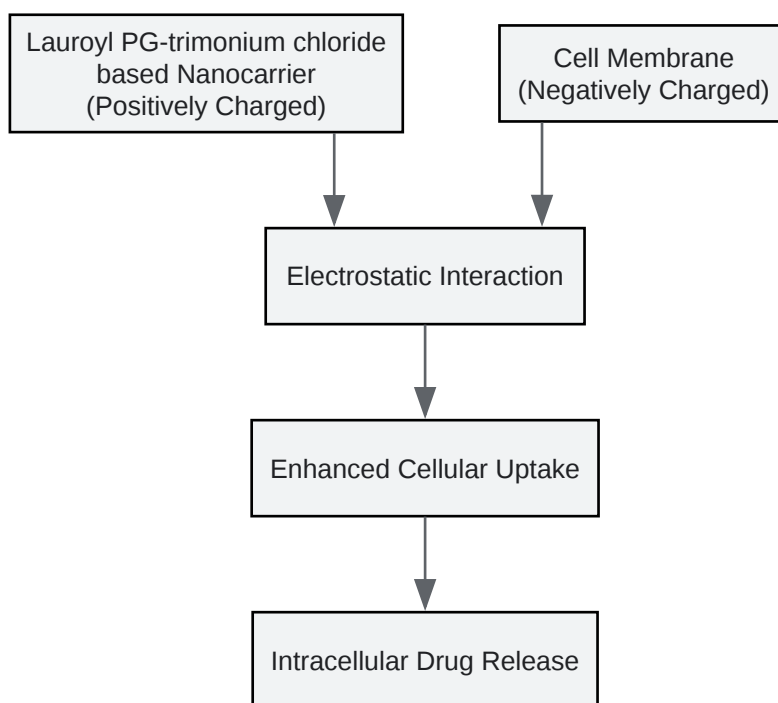 Lauroyl PG-trimonium chloride
based Nanocarrier
(Positively Charged)
Cell Membrane
(Negatively Charged)
Electrostatic Interaction
Enhanced Cellular Uptake
Intracellular Drug Release